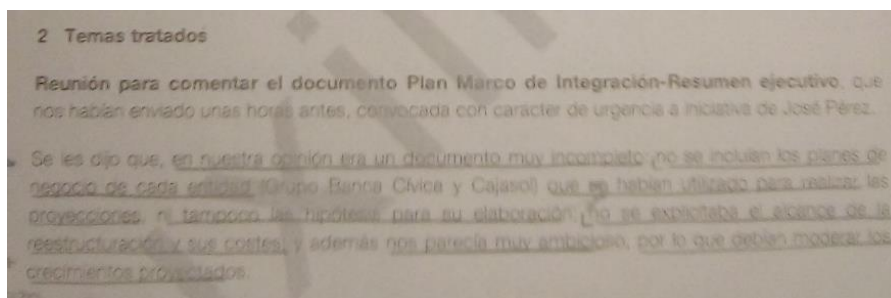 2 Temas tratados
Reunión para comentar el documento Plan Marco de Integración-Resumen ejecutivo, que
nos habían enviado unas horas antes, convocada con carácter de urgencia a iniciativa de José Pérez.
Se les dijo que, en nuestra opinión era un documento muy incompleto: no se incluían los planes de
negocio de cada entidad (Grupo Banca Cívica y Cajasol) que se habían utilizado para realizar las
proyecciones, ni tampoco las hipótesis para su elaboración; no se explicitaba el alcance de la
reestructuración y sus costes; y además nos parecía muy ambicioso, por lo que debían moderar los
crecimientos proyectados.